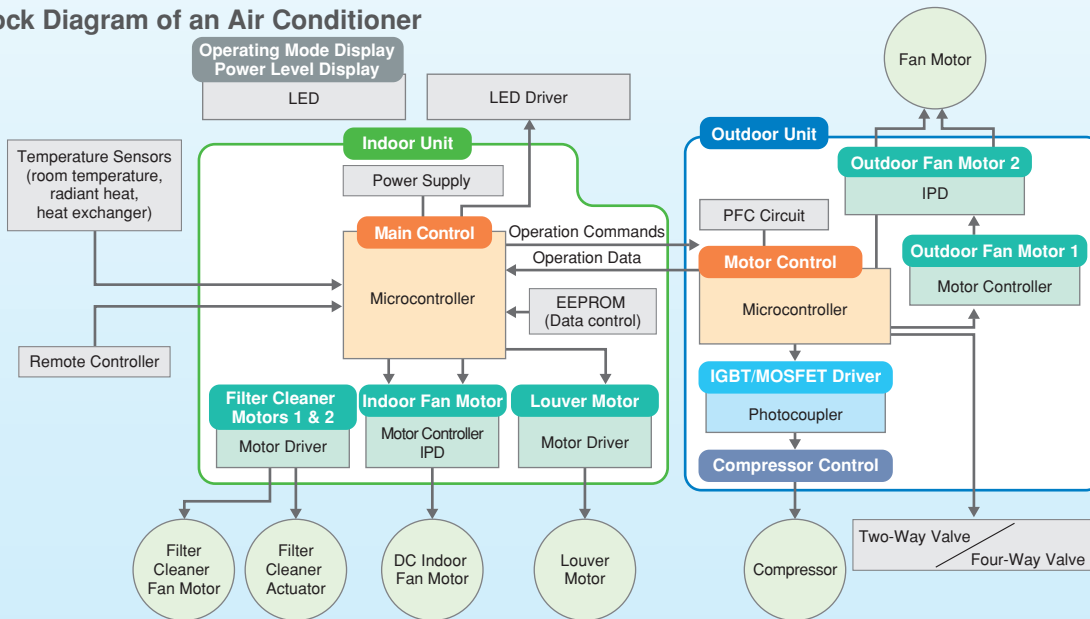 ock Diagram of an Air Conditioner
Operating Mode Display
Power Level Display
LED
LED Driver
Fan Motor
Indoor Unit
Outdoor Unit
Temperature Sensors
(room temperature,
radiant heat,
heat exchanger)
Power Supply
Outdoor Fan Motor 2
IPD
PFC Circuit
Main Control
Operation Commands
Operation Data
Motor Control
Outdoor Fan Motor 1
Motor Controller
Microcontroller
EEPROM
(Data control)
Microcontroller
Remote Controller
IGBT/MOSFET Driver
Photocoupler
Filter Cleaner
Motors 1 & 2
Motor Driver
Indoor Fan Motor
Motor Controller
IPD
Louver Motor
Motor Driver
Compressor Control
Filter
Cleaner
Fan Motor
Filter
Cleaner
Actuator
DC Indoor
Fan Motor
Louver
Motor
Compressor
Two-Way Valve
Four-Way Valve